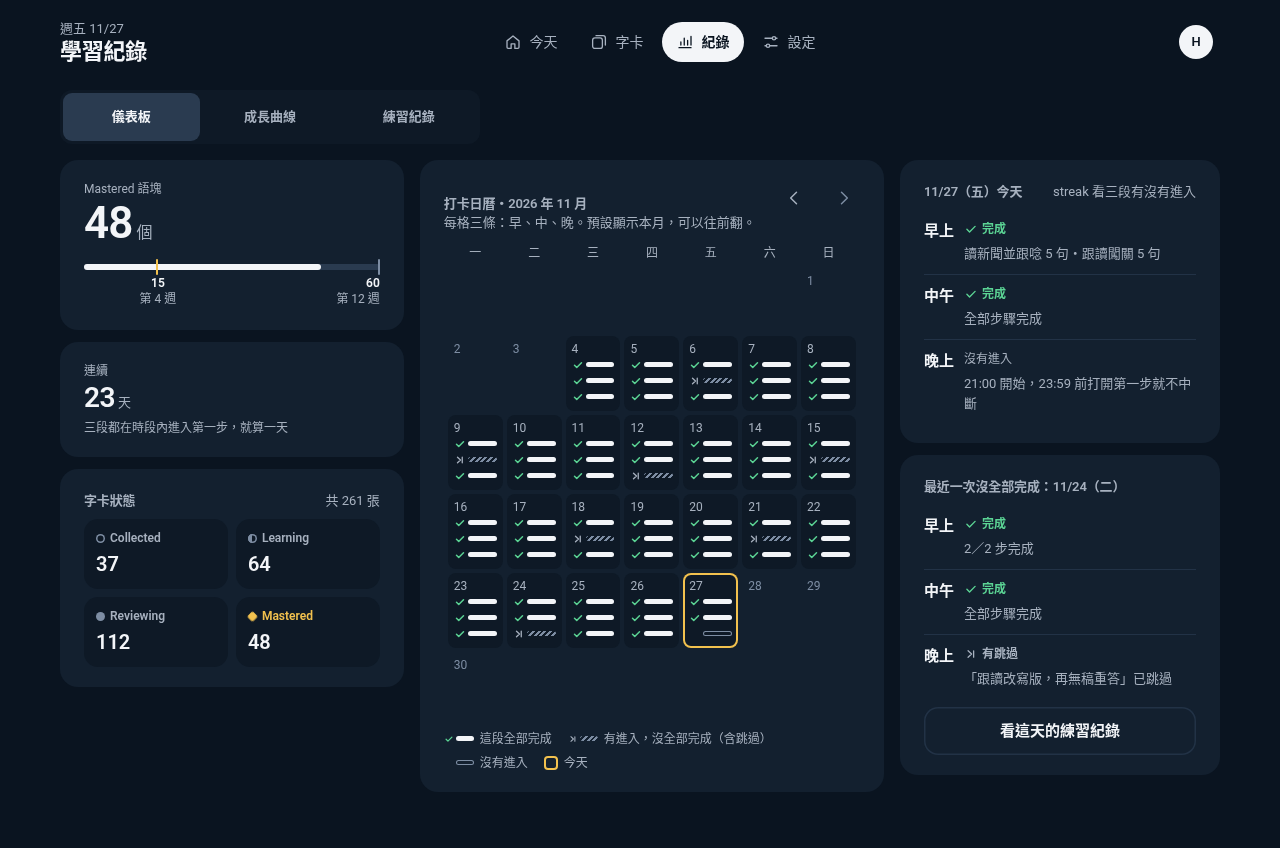 週五 11/27
學習紀錄
今天
字卡
紀錄
設定
H
儀表板
成長曲線
練習紀錄
Mastered 語塊
48 個
15
60
第 4 週
第 12 週
連續
23 天
三段都在時段內進入第一步，就算一天
字卡狀態
共 261 張
Collected
37
Learning
64
Reviewing
112
Mastered
48
打卡日曆・2026 年 11 月
每格三條：早、中、晚。預設顯示本月，可以往前翻。
一 二 三 四 五 六 日
1
2 3 4 5 6 7 8
9 10 11 12 13 14 15
16 17 18 19 20 21 22
23 24 25 26 27 28 29
30
這段全部完成
有進入，沒全部完成（含跳過）
沒有進入
今天
11/27（五）今天
streak 看三段有沒有進入
早上
完成
讀新聞並跟唸 5 句・跟讀闖關 5 句
中午
完成
全部步驟完成
晚上
沒有進入
21:00 開始，23:59 前打開第一步就不中
斷
最近一次沒全部完成：11/24（二）
早上
完成
2／2 步完成
中午
完成
全部步驟完成
晚上
有跳過
「跟讀改寫版，再無稿重答」已跳過
看這天的練習紀錄